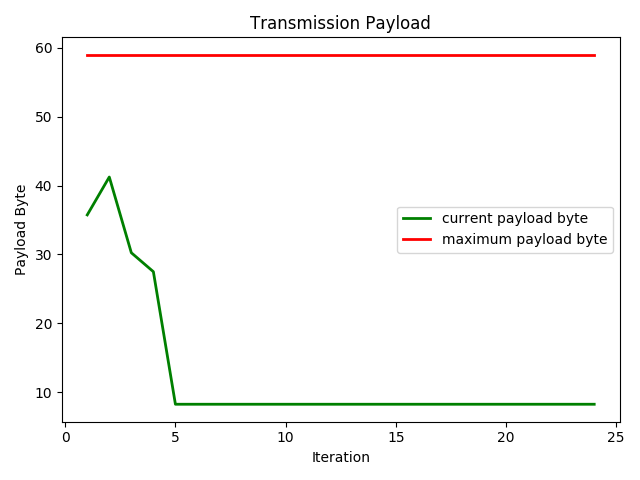 Transmission Payload
Payload Byte
60
50
40
30
20
10
current payload byte
maximum payload byte
0
5
10
15
20
25
Iteration